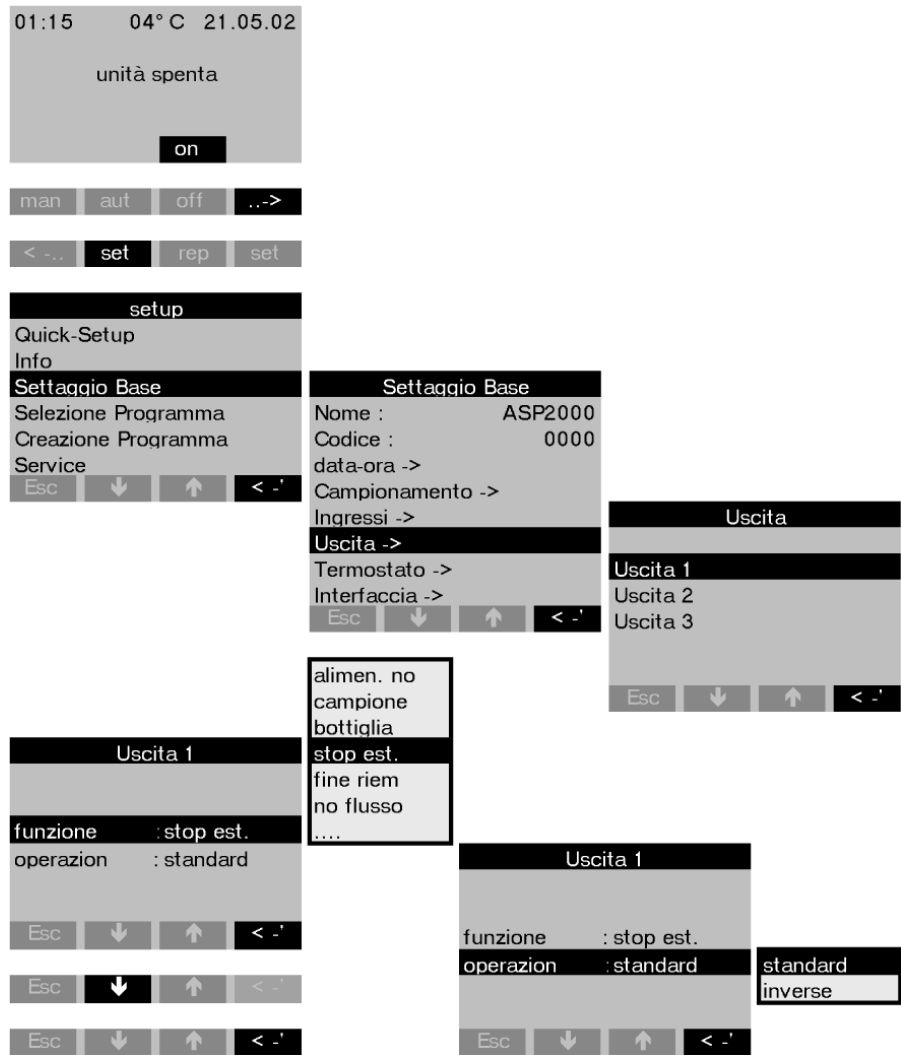 01:15 04° C 21.05.02
unità spenta
on
man aut off ..->
< -.. set rep set
setup
Quick-Setup
Info
Settaggio Base
Selezione Programma
Creazione Programma
Service
Esc ↓ ↑ < -'
Settaggio Base
Nome : ASP2000
Codice : 0000
data-ora ->
Campionamento ->
Ingressi ->
Uscita ->
Termostato ->
Interfaccia ->
Esc ↓ ↑ < -'
Uscita
Uscita 1
Uscita 2
Uscita 3
Esc ↓ ↑ < -'
Uscita 1
funzione : stop est.
operazion : standard
Esc ↓ ↑ < -'
Esc ↓ ↑ < -'
Esc ↓ ↑ < -'
alimen. no
campione
bottiglia
stop est.
fine riem
no flusso
....
Uscita 1
funzione : stop est.
operazion : standard
Esc ↓ ↑ < -'
standard
inverse